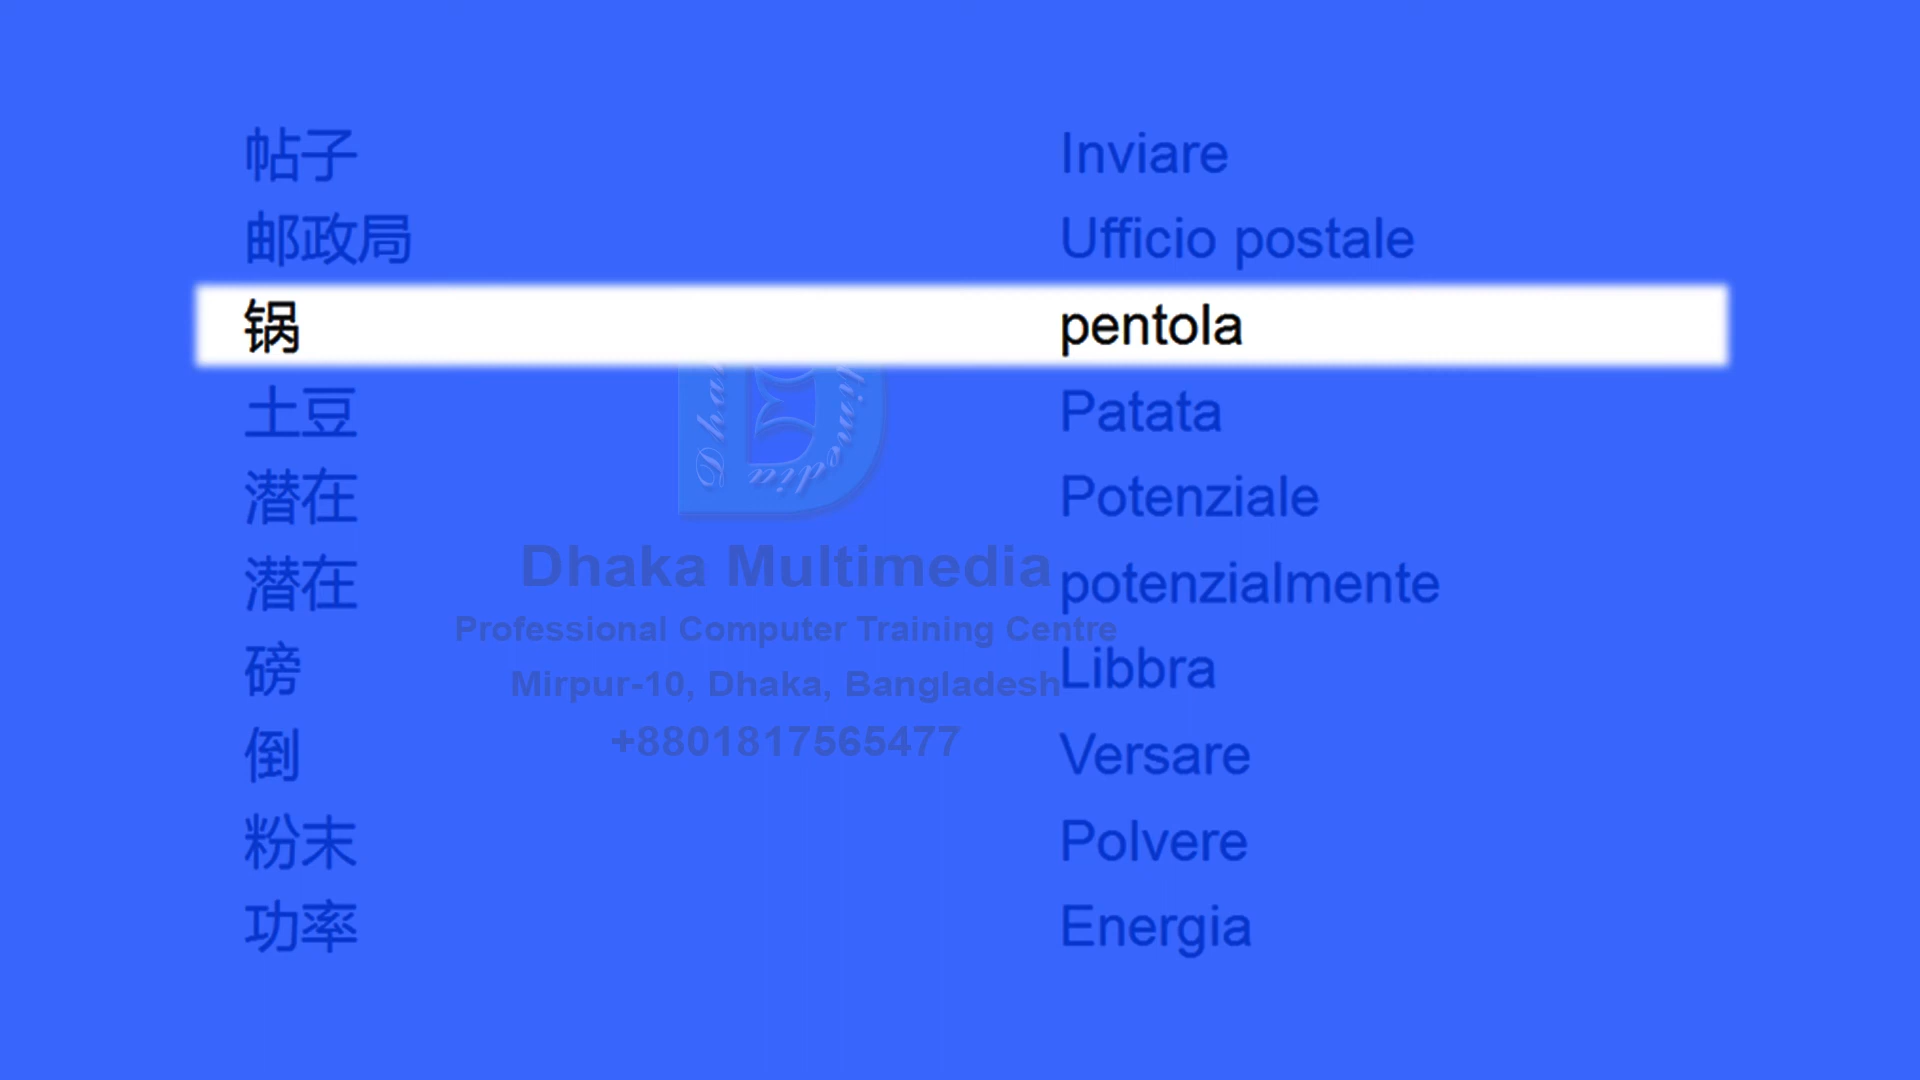 帖子 Inviare
邮政局 Ufficio postale
锅 pentola
土豆 Patata
潜在 Potenziale
潜在 potenzialmente
磅 Libbra
倒 Versare
粉末 Polvere
功率 Energia
Dhaka Multimedia
Professional Computer Training Centre
Mirpur-10, Dhaka, Bangladesh
+8801817565477